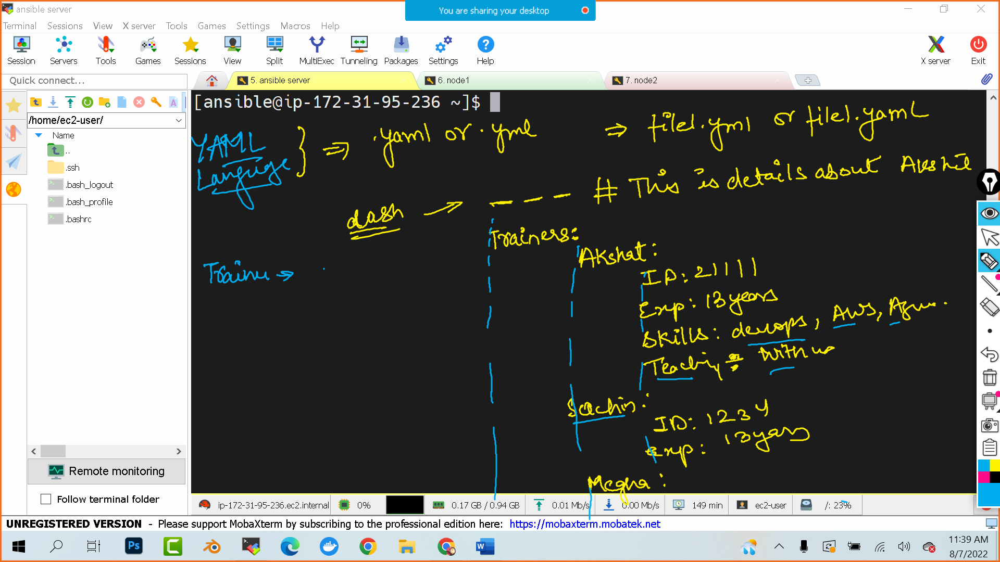 ansible server
You are sharing your desktop
Terminal Sessions View X server Tools Games Settings Macros Help
Session Servers Tools Games Sessions View Split MultiExec Tunneling Packages Settings Help X server Exit
Quick connect...
5. ansible server
6. node1
7. node2
/home/ec2-user/
Name
..
.ssh
.bash_logout
.bash_profile
.bashrc
[ansible@ip-172-31-95-236 ~]$
YAML
Languge
} ⇒ .yaml or .yml ⇒ file1.yml or file1.yaml
dash → - - - # This is details about
Trainers:
Akshat:
ID: 21111
Exp: 13 years
Skills: devops, AWS,
with us
Sachin:
ID: 1234
Exp: 13 years
Megha:
Remote monitoring
Follow terminal folder
ip-172-31-95-236.ec2.internal 0% 0.17 GB / 0.94 GB 0.01 Mb/s 0.00 Mb/s 149 min ec2-user /: 23%
UNREGISTERED VERSION - Please support MobaXterm by subscribing to the professional edition here: https://mobaxterm.mobatek.net
11:39 AM
8/7/2022